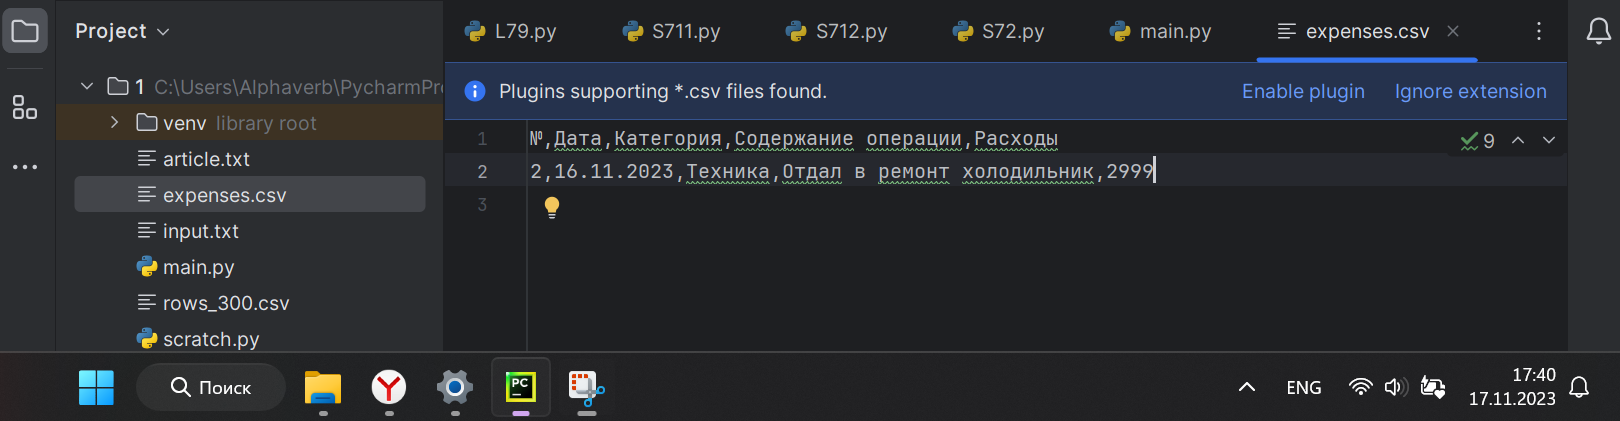 Project
L79.py
S711.py
S712.py
S72.py
main.py
expenses.csv
1 C:\Users\Alphaverb\PycharmPr
venv library root
article.txt
expenses.csv
input.txt
main.py
rows_300.csv
scratch.py
Plugins supporting *.csv files found.
Enable plugin
Ignore extension
1 №,Дата,Категория,Содержание операции,Расходы
2 2,16.11.2023,Техника,Отдал в ремонт холодильник,2999
3
9
Поиск
PC
ENG
17:40
17.11.2023